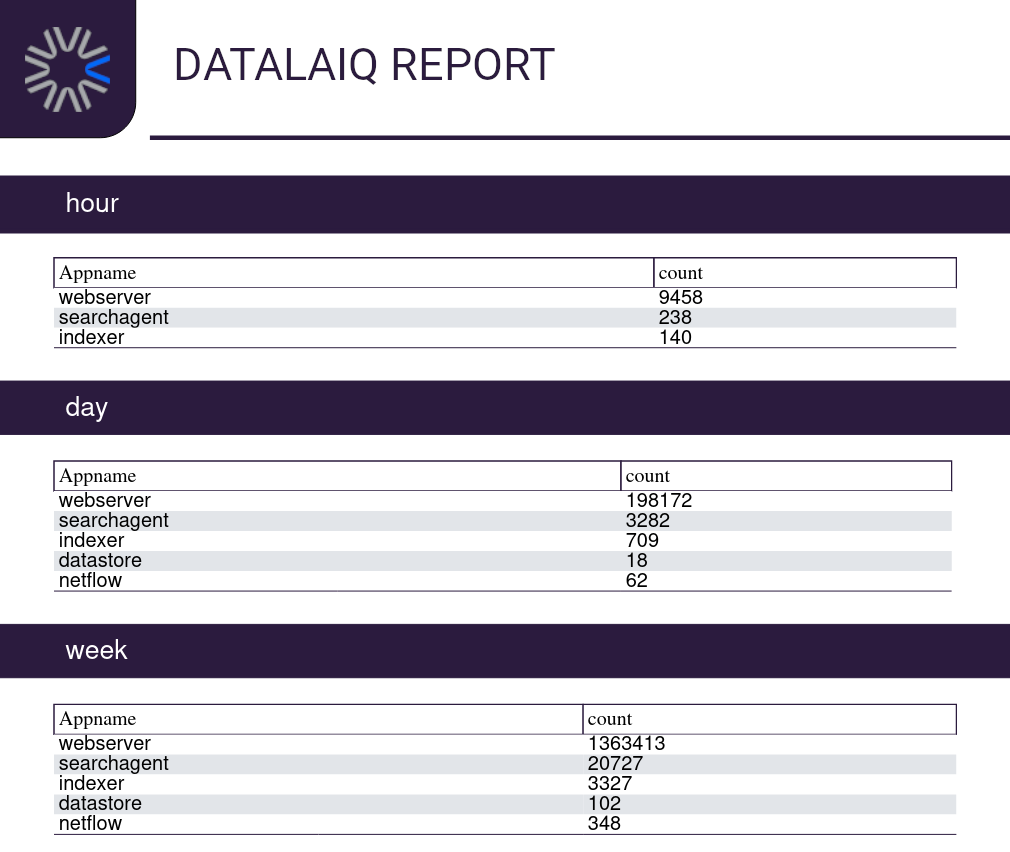 DATALAIQ REPORT
hour
Appname count
webserver 9458
searchagent 238
indexer 140
day
Appname count
webserver 198172
searchagent 3282
indexer 709
datastore 18
netflow 62
week
Appname count
webserver 1363413
searchagent 20727
indexer 3327
datastore 102
netflow 348